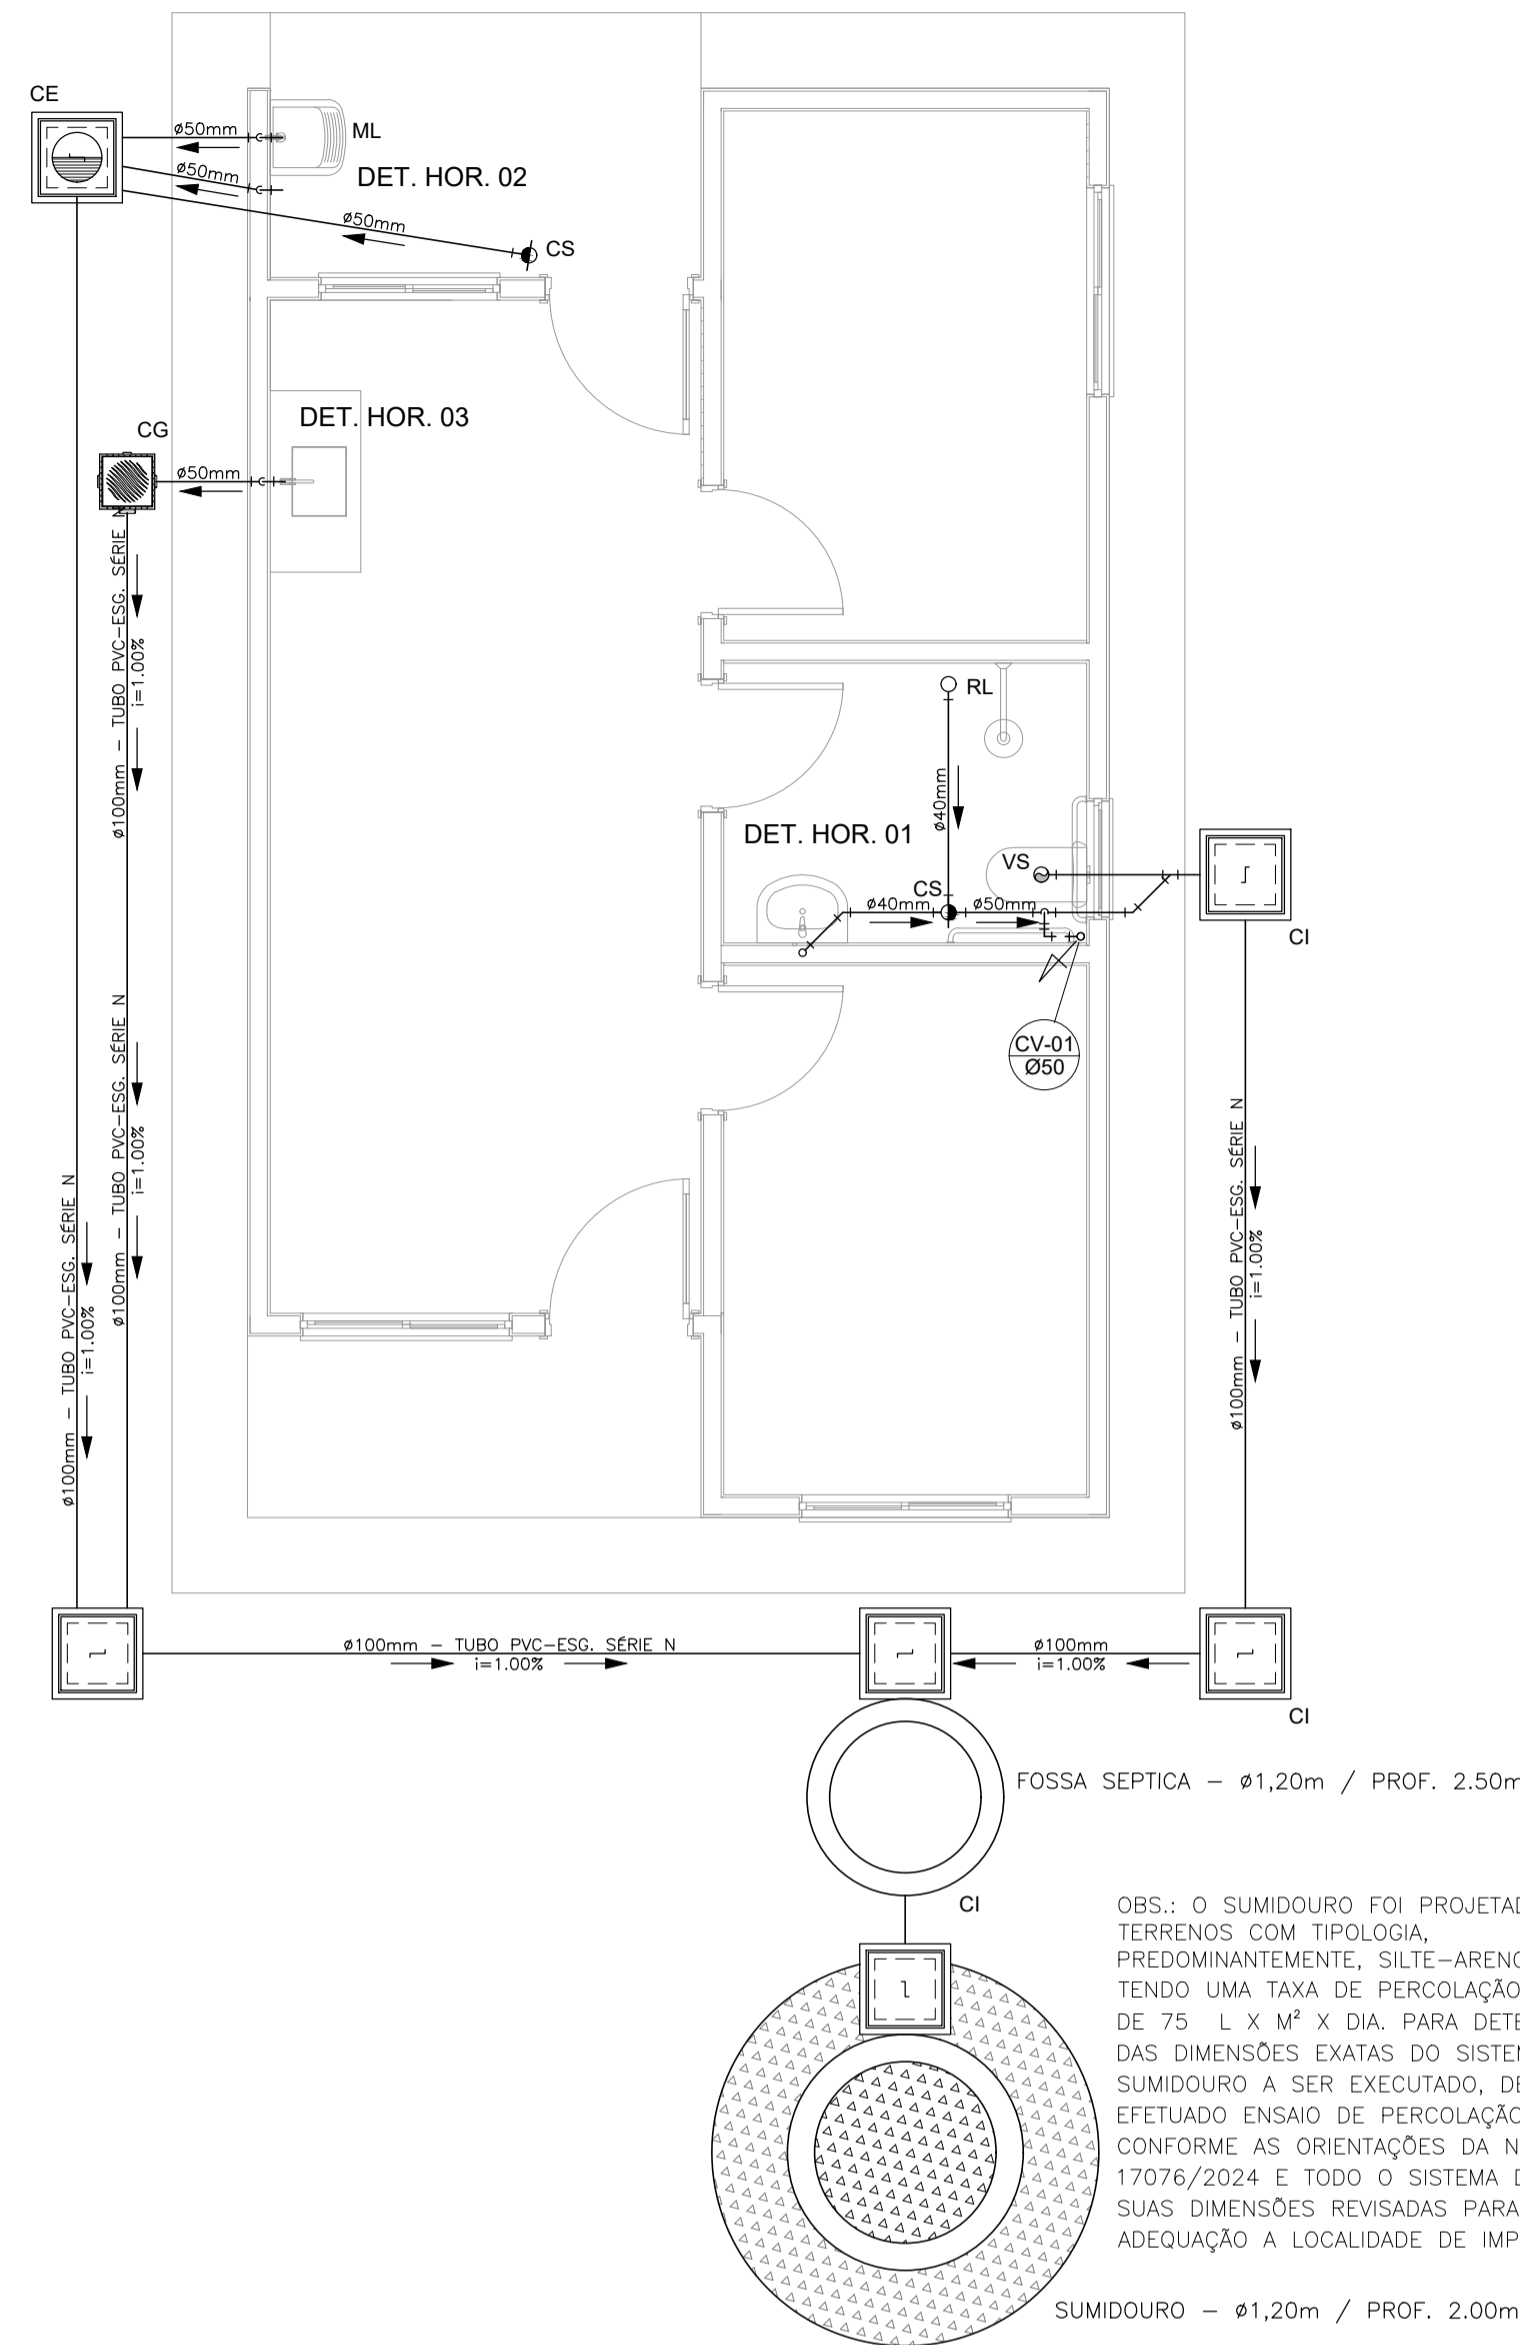 CE
ø50mm
ML
ø50mm
DET. HOR. 02
ø50mm
CS
DET. HOR. 03
CG
ø50mm
ø100mm – TUBO PVC–ESG. SÉRIE N
i=1.00%
RL
ø40mm
DET. HOR. 01
VS
CS
ø40mm
ø50mm
CI
CV-01
Ø50
ø100mm – TUBO PVC–ESG. SÉRIE N
i=1.00%
ø100mm – TUBO PVC–ESG. SÉRIE N
i=1.00%
ø100mm – TUBO PVC–ESG. SÉRIE N
i=1.00%
ø100mm – TUBO PVC–ESG. SÉRIE N
i=1.00%
ø100mm
i=1.00%
CI
FOSSA SEPTICA – ø1,20m / PROF. 2.50m
CI
OBS.: O SUMIDOURO FOI PROJETAD
TERRENOS COM TIPOLOGIA,
PREDOMINANTEMENTE, SILTE–ARENO
TENDO UMA TAXA DE PERCOLAÇÃO
DE 75 L X M² X DIA. PARA DETE
DAS DIMENSÕES EXATAS DO SISTEM
SUMIDOURO A SER EXECUTADO, DE
EFETUADO ENSAIO DE PERCOLAÇÃO
CONFORME AS ORIENTAÇÕES DA N
17076/2024 E TODO O SISTEMA D
SUAS DIMENSÕES REVISADAS PARA
ADEQUAÇÃO A LOCALIDADE DE IMP
SUMIDOURO – ø1,20m / PROF. 2.00m